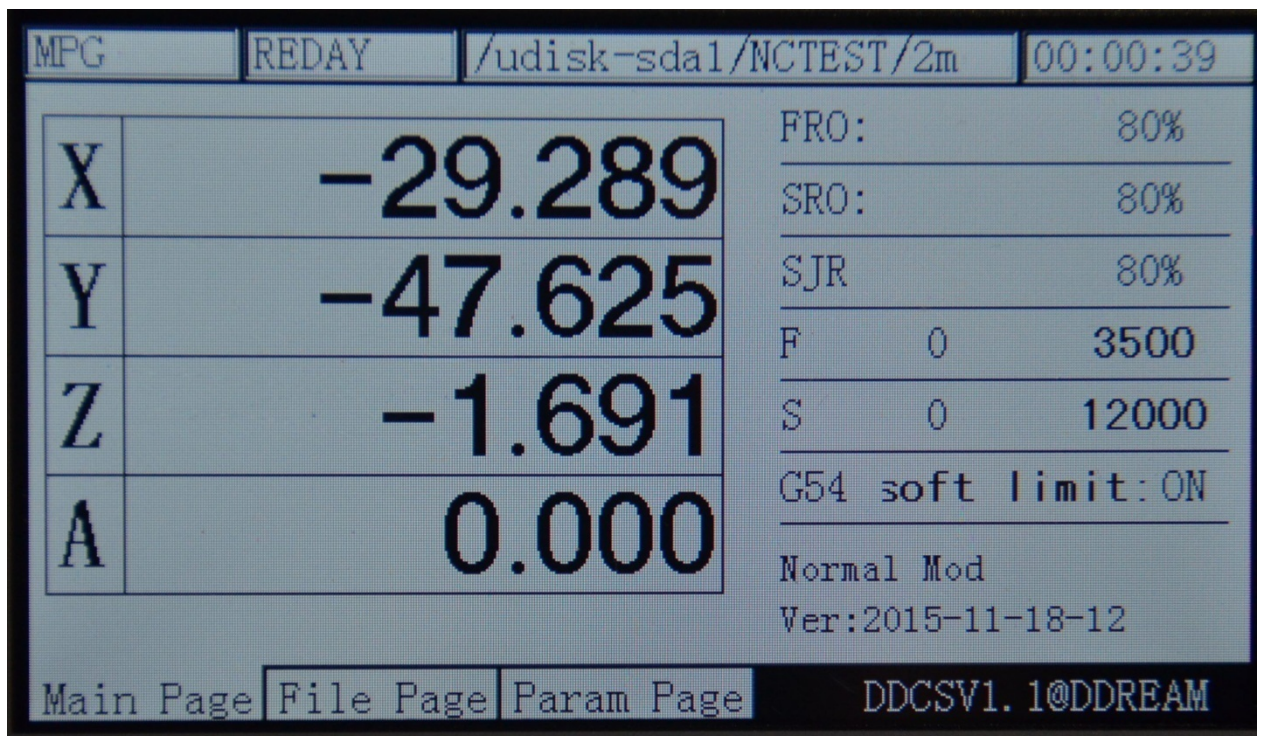 MPG REDAY /udisk-sda1/NCTEST/2m 00:00:39
X -29.289
Y -47.625
Z -1.691
A 0.000
FRO: 80%
SRO: 80%
SJR 80%
F 0 3500
S 0 12000
G54 soft limit:ON
Normal Mod
Ver:2015-11-18-12
Main Page File Page Param Page DDCSV1.1@DDREAM